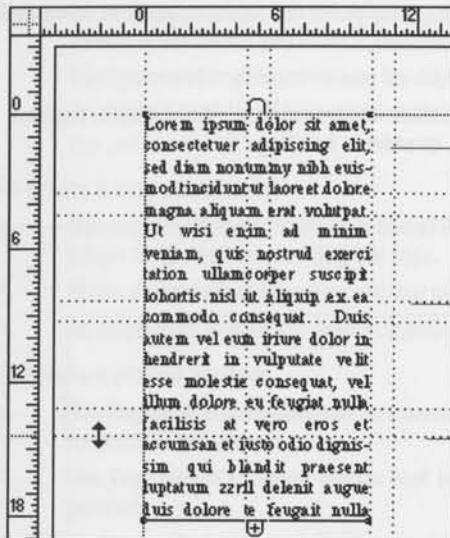 0 6 12
0
6
12
18
Lorem ipsum dolor sit amet,
consectetuer adipiscing elit,
sed diam nonummy nibh euis-
mod tincidunt ut laoreet dolore
magna aliquam erat volutpat.
Ut wisi enim ad minim
veniam, quis nostrud exerci
tation ullamcorper suscipit
lobortis nisl ut aliquip ex ea
commodo consequat. Duis
autem vel eum iriure dolor in
hendrerit in vulputate velit
esse molestie consequat, vel
illum dolore eu feugiat nulla
facilisis at vero eros et
accumsan et iusto odio dignis-
sim qui blandit praesent
luptatum zzril delenit augue
duis dolore te feugait nulla